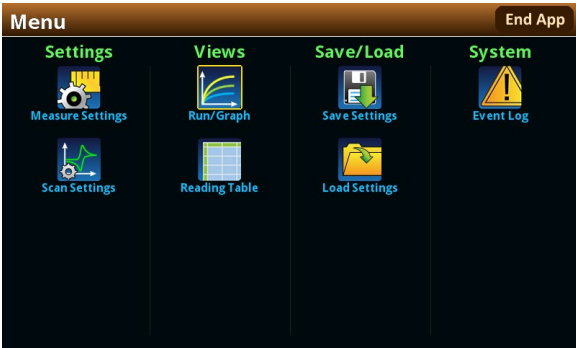 Menu
End App
Settings
Views
Save/Load
System
Measure Settings
Run/Graph
Save Settings
Event Log
Scan Settings
Reading Table
Load Settings